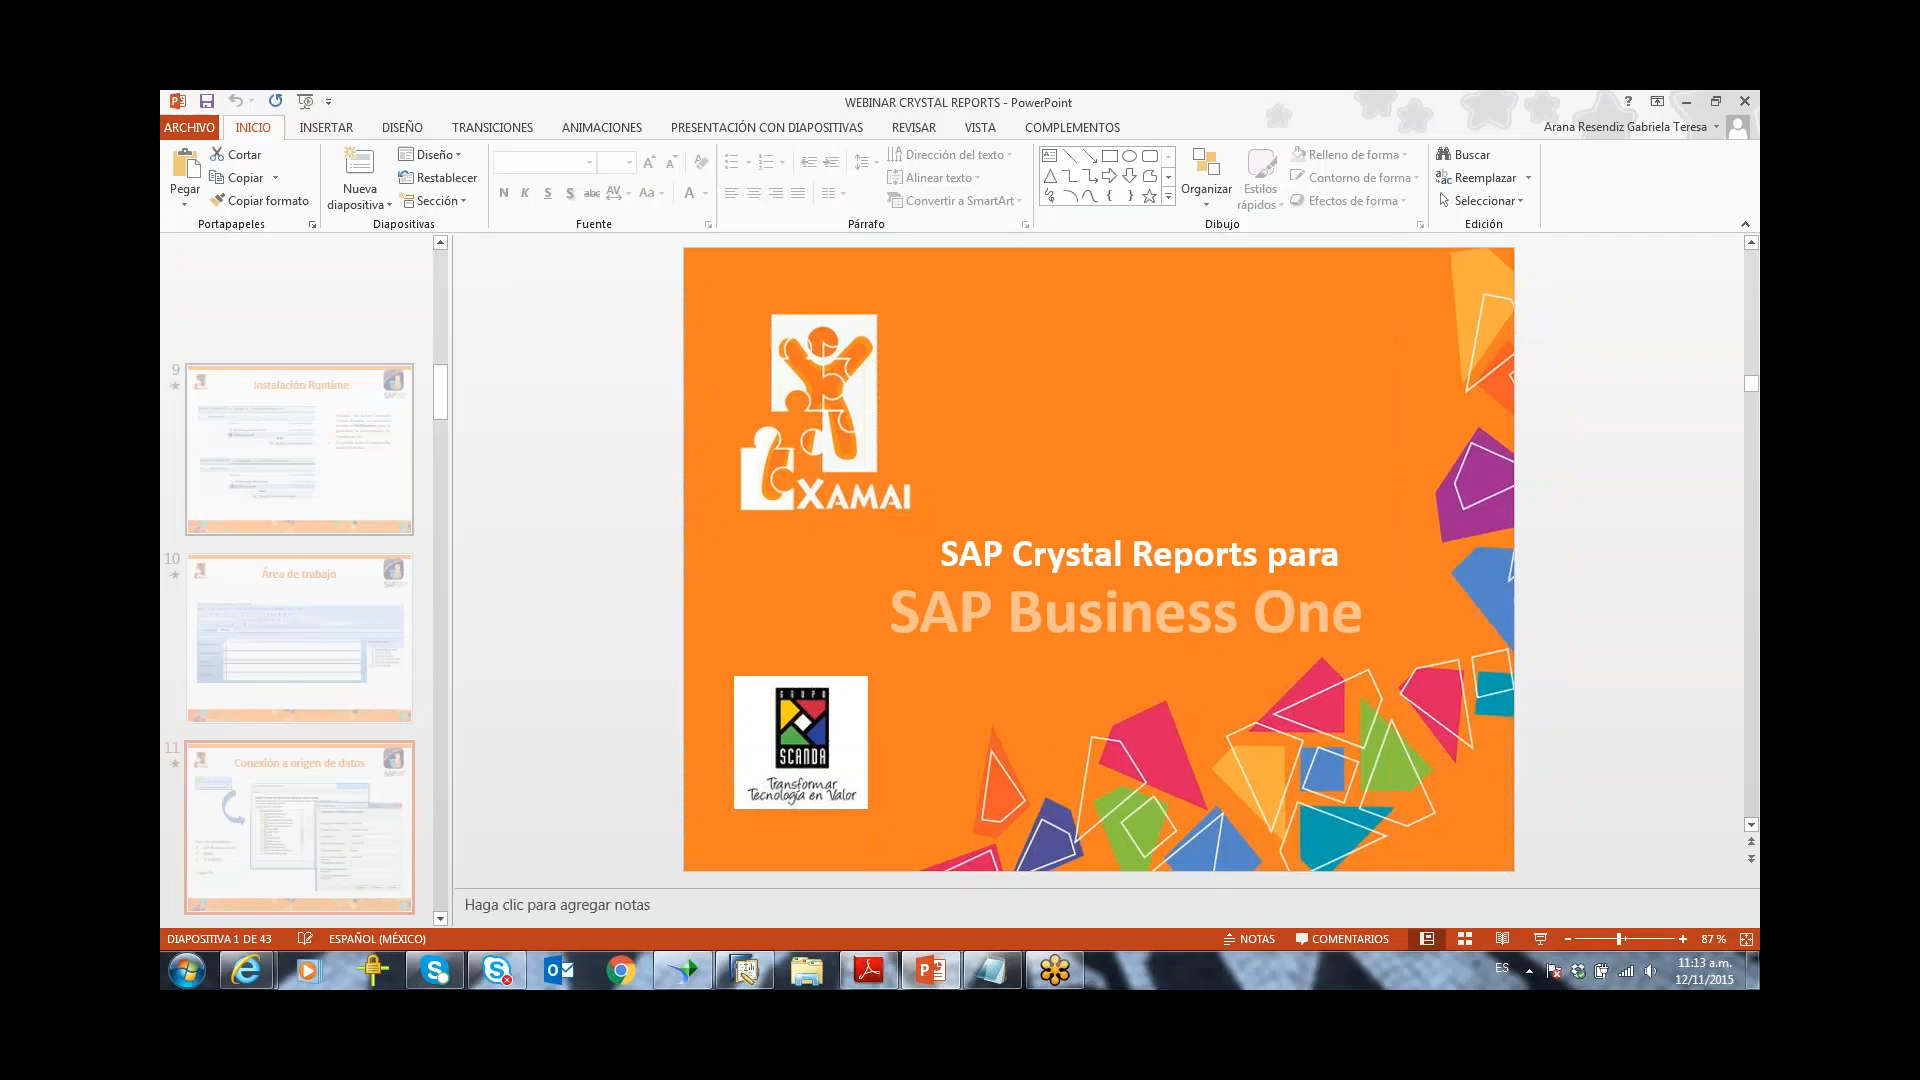 WEBINAR CRYSTAL REPORTS - PowerPoint
ARCHIVO INICIO INSERTAR DISEÑO TRANSICIONES ANIMACIONES PRESENTACIÓN CON DIAPOSITIVAS REVISAR VISTA COMPLEMENTOS
Arana Resendiz Gabriela Teresa
Pegar
Cortar
Copiar
Copiar formato
Portapapeles
Nueva
diapositiva
Diseño
Restablecer
Sección
Diapositivas
N K S S abc AV Aa A
Fuente
Dirección del texto
Alinear texto
Convertir a SmartArt
Párrafo
Organizar
Estilos
rápidos
Relleno de forma
Contorno de forma
Efectos de forma
Dibujo
Buscar
Reemplazar
Seleccionar
Edición
9
Instalación Runtime
10
Área de trabajo
11
Conexión a origen de datos
XAMAI
SAP Crystal Reports para
SAP Business One
GRUPO
SCANDA
Transformar
Tecnología en Valor
Haga clic para agregar notas
DIAPOSITIVA 1 DE 43 ESPAÑOL (MÉXICO) NOTAS COMENTARIOS 87 %
ES
11:13 a.m.
12/11/2015